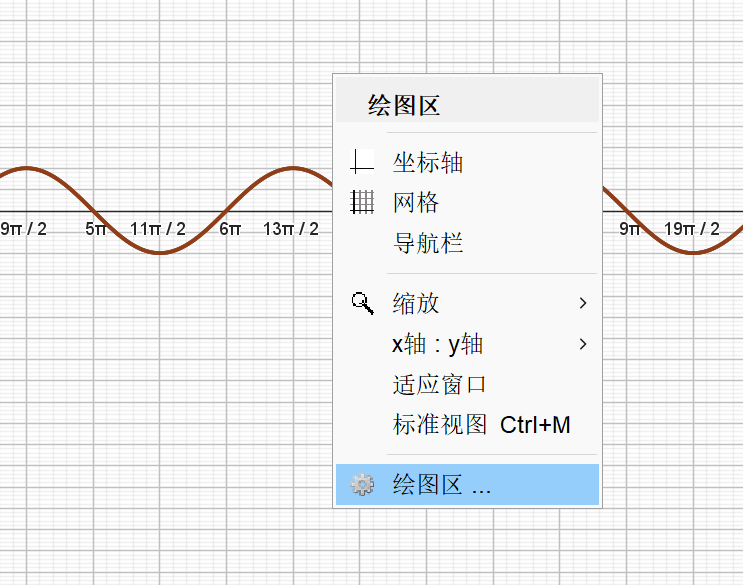 绘图区
坐标轴
网格
导航栏
缩放
x轴 : y轴
适应窗口
标准视图 Ctrl+M
绘图区 ...
9π / 2 5π 11π / 2 6π 13π / 2 9π 19π / 2